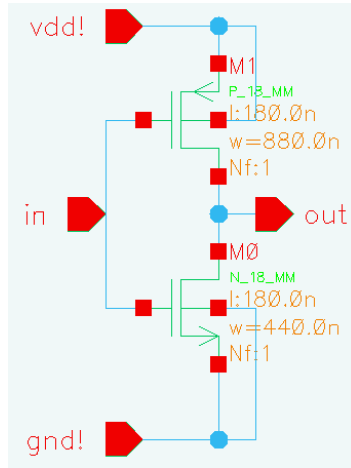 vdd!
M1
P_18_MM
l:180.0n
w=880.0n
Nf:1
in
out
M0
N_18_MM
l:180.0n
w=440.0n
Nf:1
gnd!